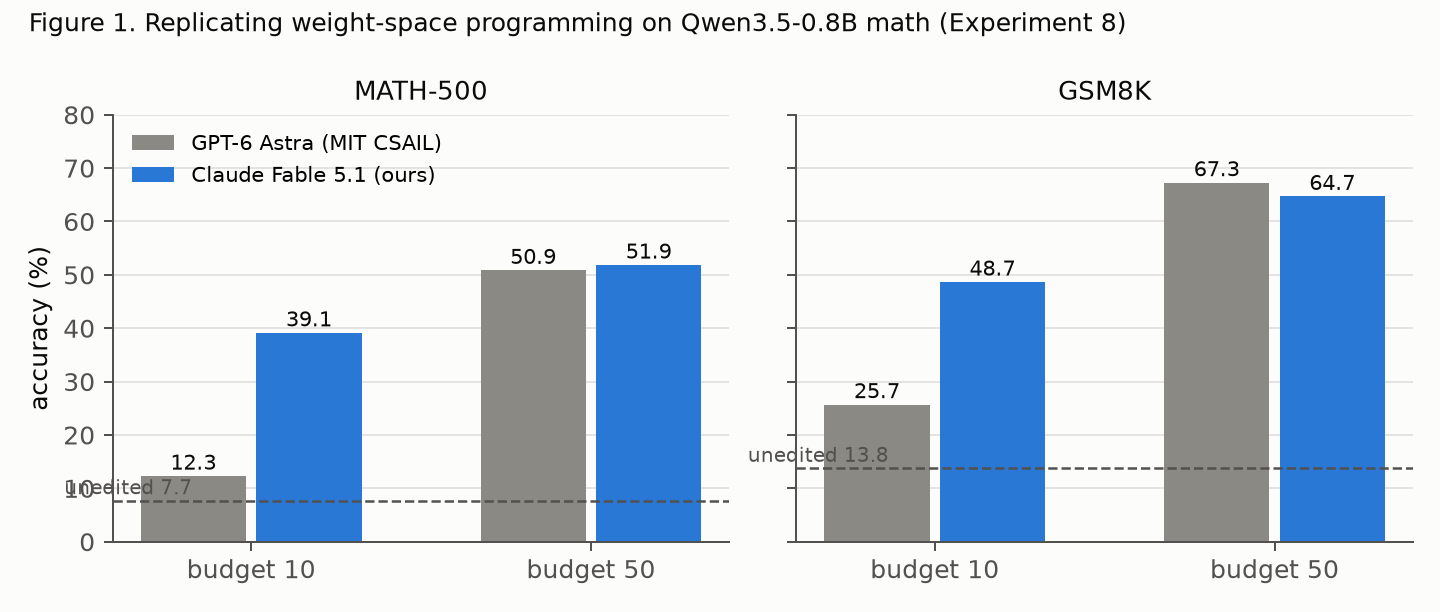 Figure 1. Replicating weight-space programming on Qwen3.5-0.8B math (Experiment 8)
MATH-500
GPT-6 Astra (MIT CSAIL)
Claude Fable 5.1 (ours)
accuracy (%)
80
70
60
50
40
30
20
10
0
12.3
39.1
50.9
51.9
unedited 7.7
budget 10
budget 50
GSM8K
25.7
48.7
67.3
64.7
unedited 13.8
budget 10
budget 50